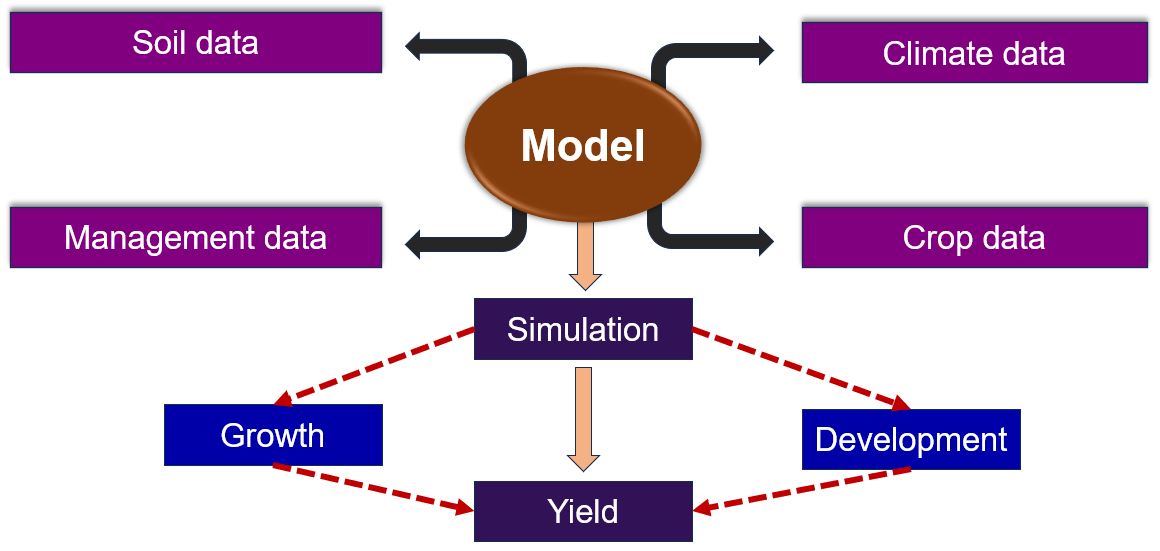 Soil data
Climate data
Model
Management data
Crop data
Simulation
Growth
Development
Yield